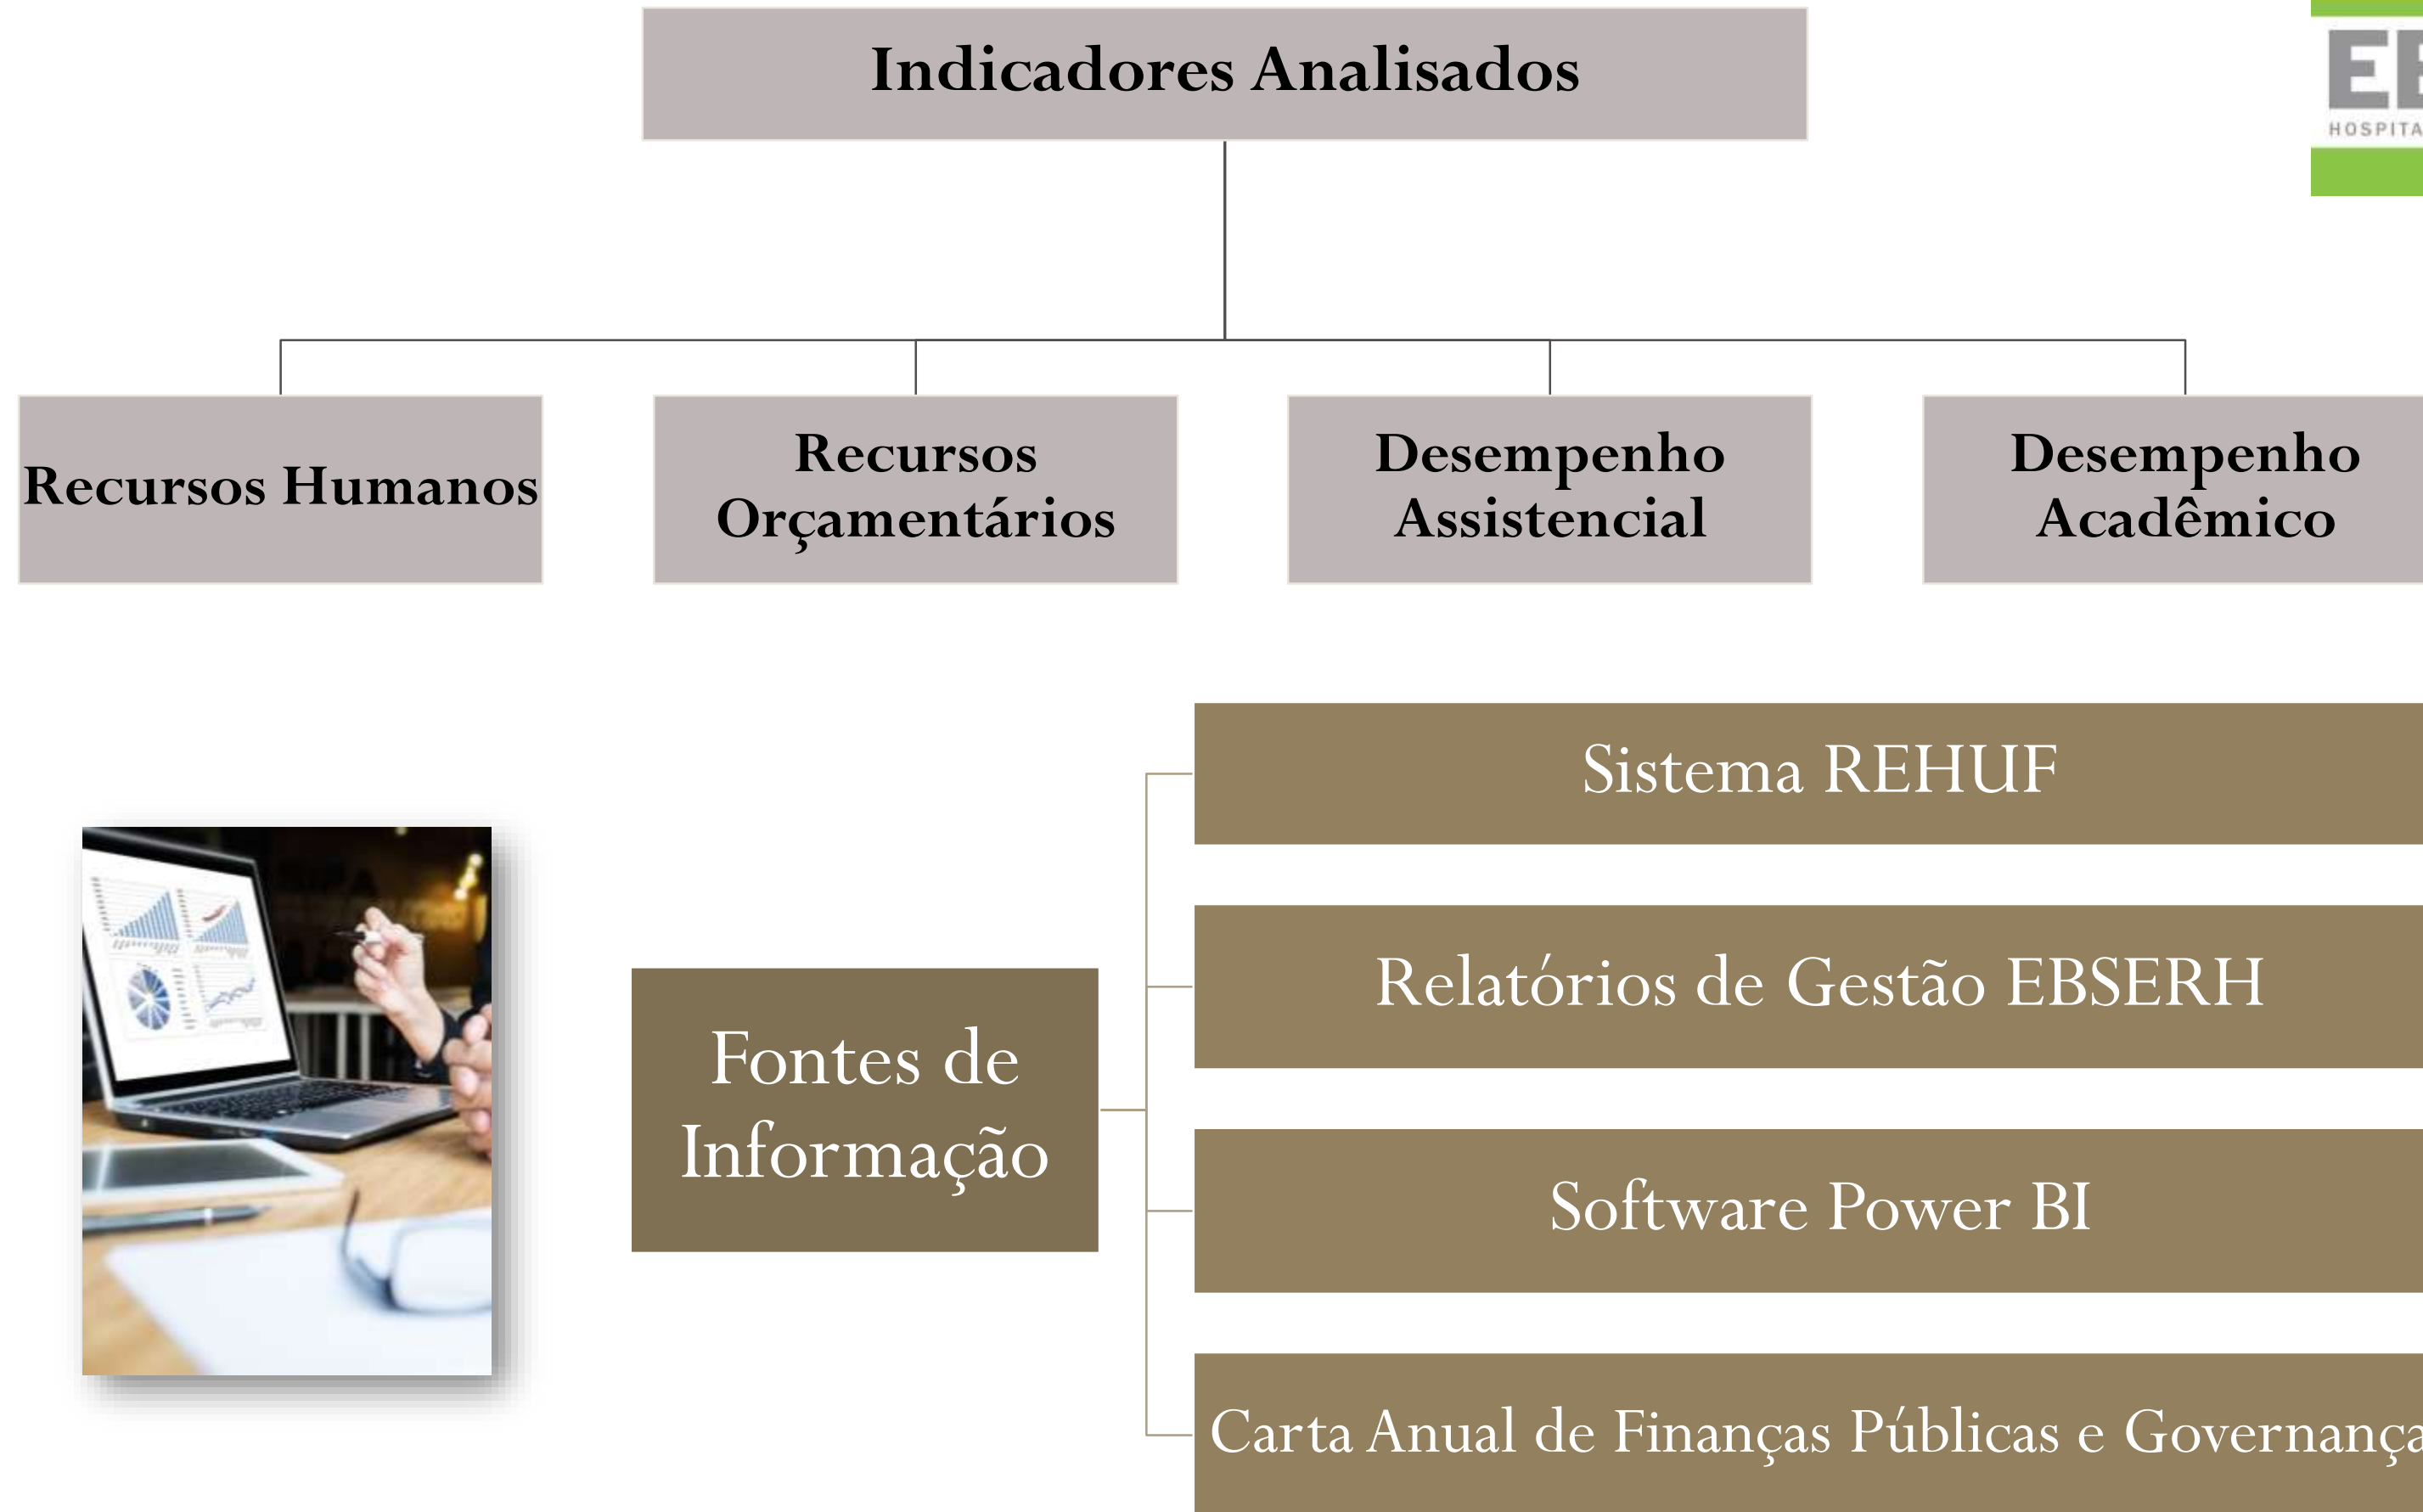 Indicadores Analisados
Recursos Humanos
Recursos
Orçamentários
Desempenho
Assistencial
Desempenho
Acadêmico
Fontes de
Informação
Sistema REHUF
Relatórios de Gestão EBSERH
Software Power BI
Carta Anual de Finanças Públicas e Governança